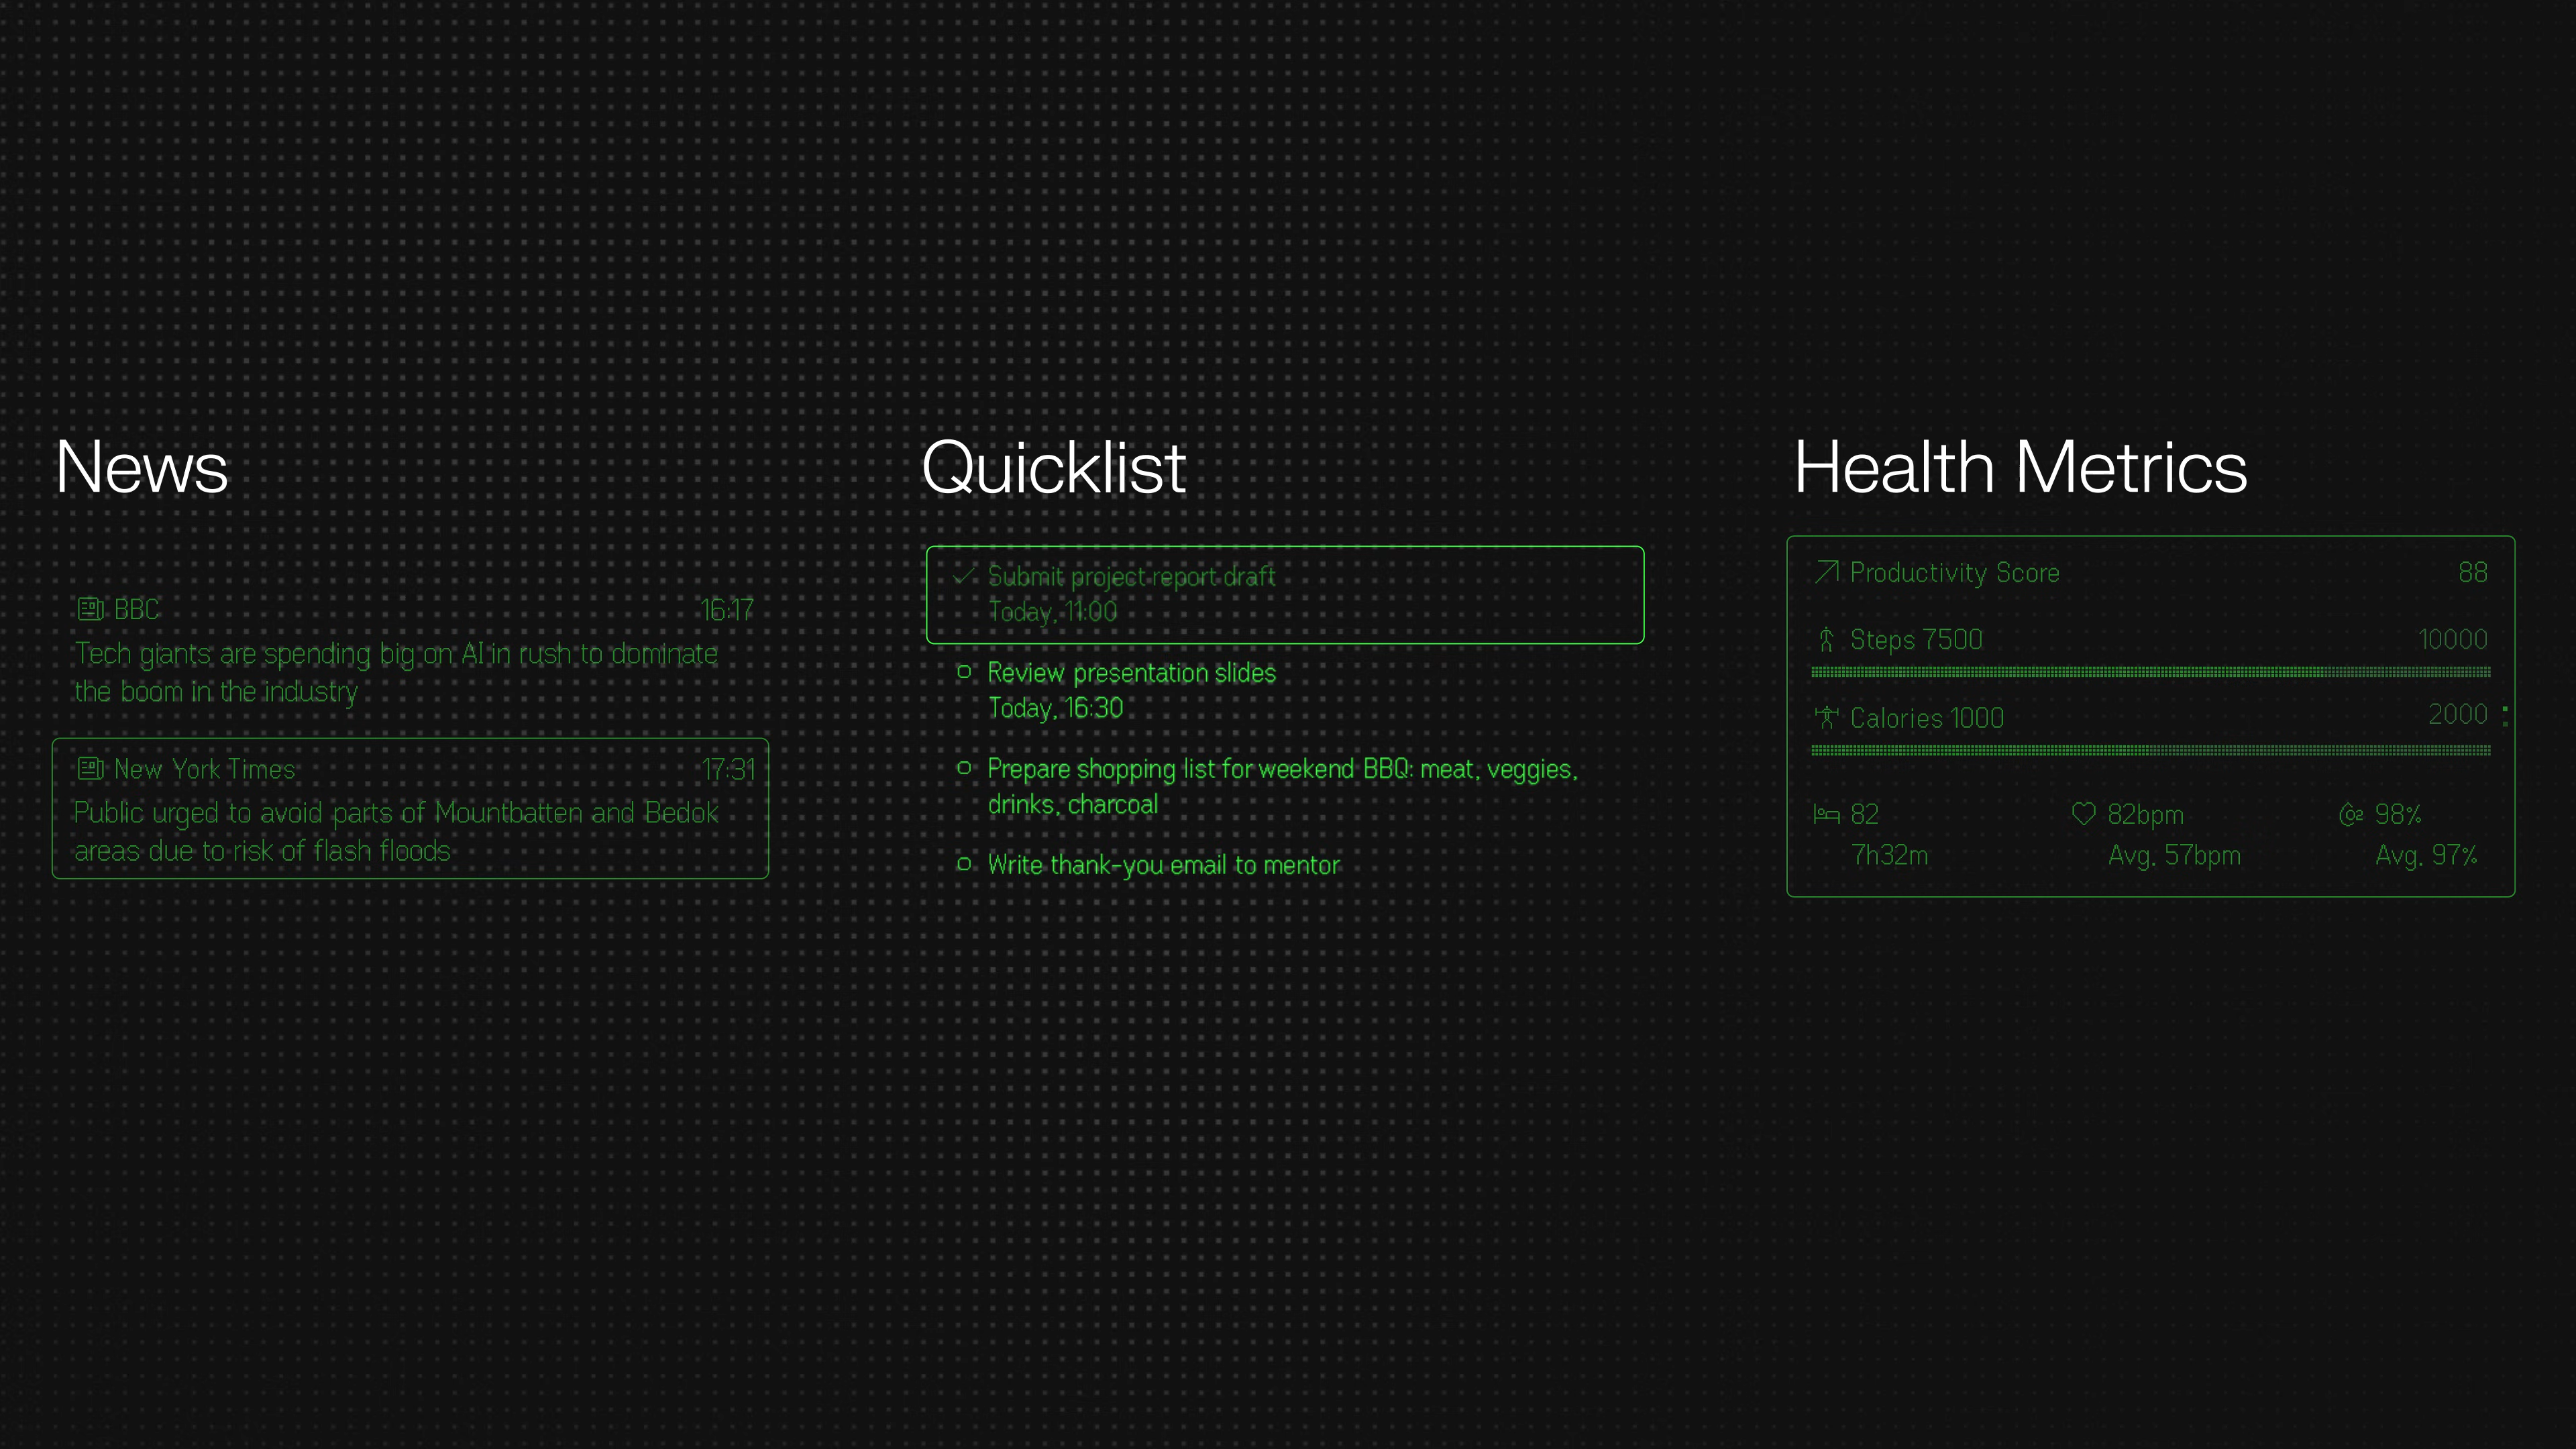 News
BBC 16:17
Tech giants are spending big on AI in rush to dominate
the boom in the industry
New York Times 17:31
Public urged to avoid parts of Mountbatten and Bedok
areas due to risk of flash floods
Quicklist
Submit project report draft
Today, 11:00
Review presentation slides
Today, 16:30
Prepare shopping list for weekend BBQ: meat, veggies,
drinks, charcoal
Write thank-you email to mentor
Health Metrics
Productivity Score 88
Steps 7500 10000
Calories 1000 2000
82 82bpm O2 98%
7h32m Avg. 57bpm Avg. 97%